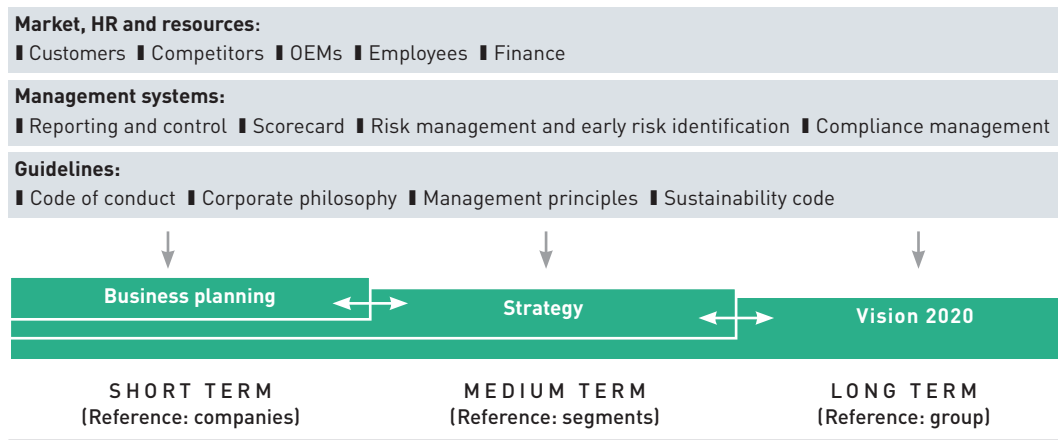 Market, HR and resources:
❚ Customers ❚ Competitors ❚ OEMs ❚ Employees ❚ Finance
Management systems:
❚ Reporting and control ❚ Scorecard ❚ Risk management and early risk identification ❚ Compliance management
Guidelines:
❚ Code of conduct ❚ Corporate philosophy ❚ Management principles ❚ Sustainability code
Business planning
Strategy
Vision 2020
SHORT TERM
(Reference: companies)
MEDIUM TERM
(Reference: segments)
LONG TERM
(Reference: group)